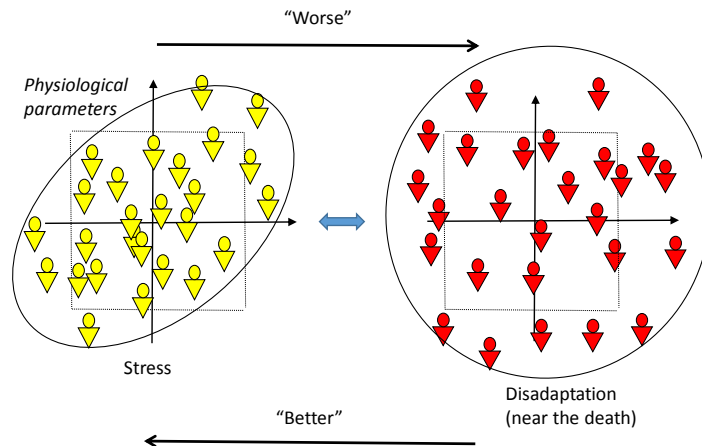 “Worse”
Physiological
parameters
Stress
Disadaptation
(near the death)
“Better”